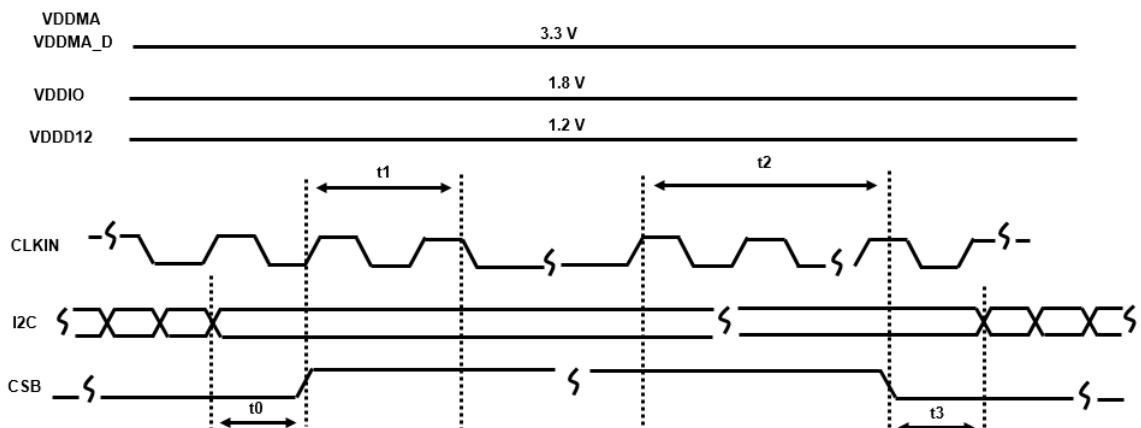 VDDMA
VDDMA_D
3.3 V
VDDIO
1.8 V
VDDD12
1.2 V
t1
t2
CLKIN
I2C
CSB
t0
t3